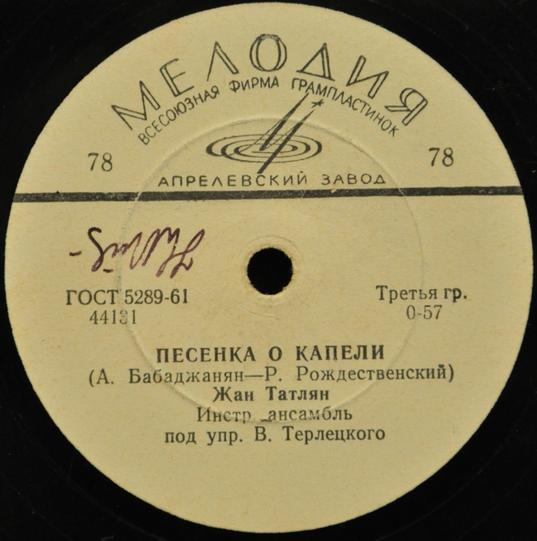 МЕЛОДИЯ
ВСЕСОЮЗНАЯ ФИРМА ГРАМПЛАСТИНОК
78
78
АПРЕЛЕВСКИЙ ЗАВОД
ГОСТ 5289-61
44131
Третья гр.
0-57
ПЕСЕНКА О КАПЕЛИ
(А. Бабаджанян—Р. Рождественский)
Жан Татлян
Инстр ансамбль
под упр. В. Терлецкого